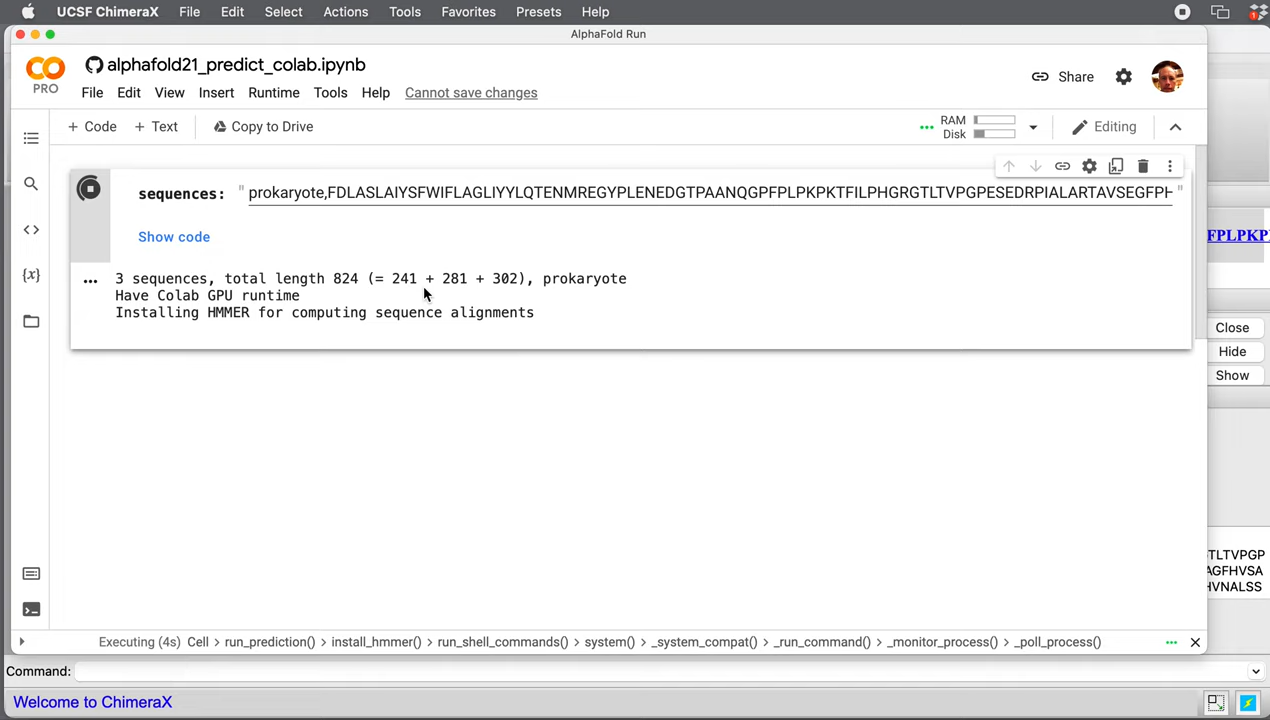 UCSF ChimeraX File Edit Select Actions Tools Favorites Presets Help
AlphaFold Run
alphafold21_predict_colab.ipynb
PRO
File Edit View Insert Runtime Tools Help Cannot save changes
Share
+ Code + Text Copy to Drive
RAM
Disk
Editing
sequences: "prokaryote,FDLASLAIYSFWIFLAGLIYYLQTENMREGYPLENEDGTPAANQGPFPLPKPKTFILPHGRGTLTVPGPESEDRPIALARTAVSEGFPH"
Show code
FPLPKP
... 3 sequences, total length 824 (= 241 + 281 + 302), prokaryote
Have Colab GPU runtime
Installing HMMER for computing sequence alignments
Close
Hide
Show
TLTVPGP
AGFHVSA
HVNALSS
Executing (4s) Cell > run_prediction() > install_hmmer() > run_shell_commands() > system() > _system_compat() > _run_command() > _monitor_process() > _poll_process()
Command:
Welcome to ChimeraX